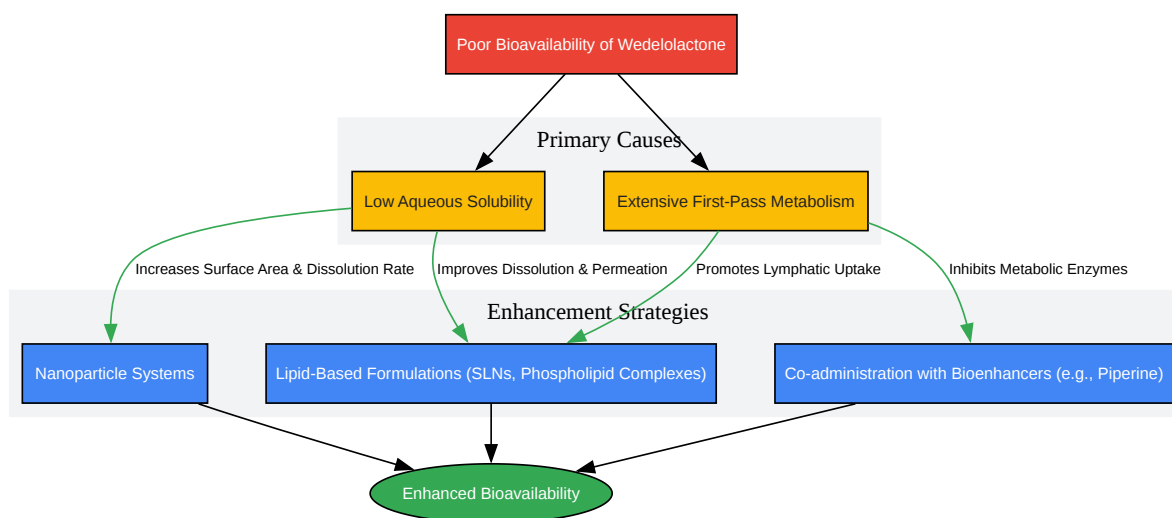 Poor Bioavailability of Wedelolactone
Primary Causes
Low Aqueous Solubility
Extensive First-Pass Metabolism
Increases Surface Area & Dissolution Rate
Improves Dissolution & Permeation
Promotes Lymphatic Uptake
Inhibits Metabolic Enzymes
Enhancement Strategies
Nanoparticle Systems
Lipid-Based Formulations (SLNs, Phospholipid Complexes)
Co-administration with Bioenhancers (e.g., Piperine)
Enhanced Bioavailability